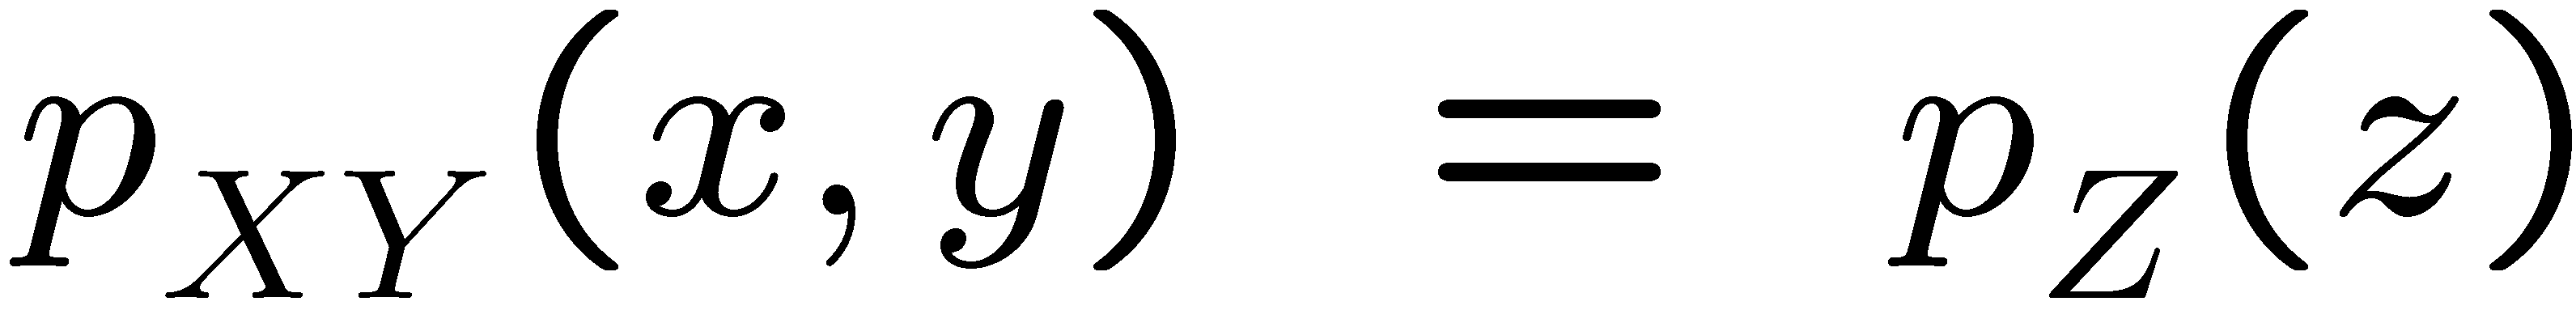 p_{XY}(x, y) = p_Z(z)